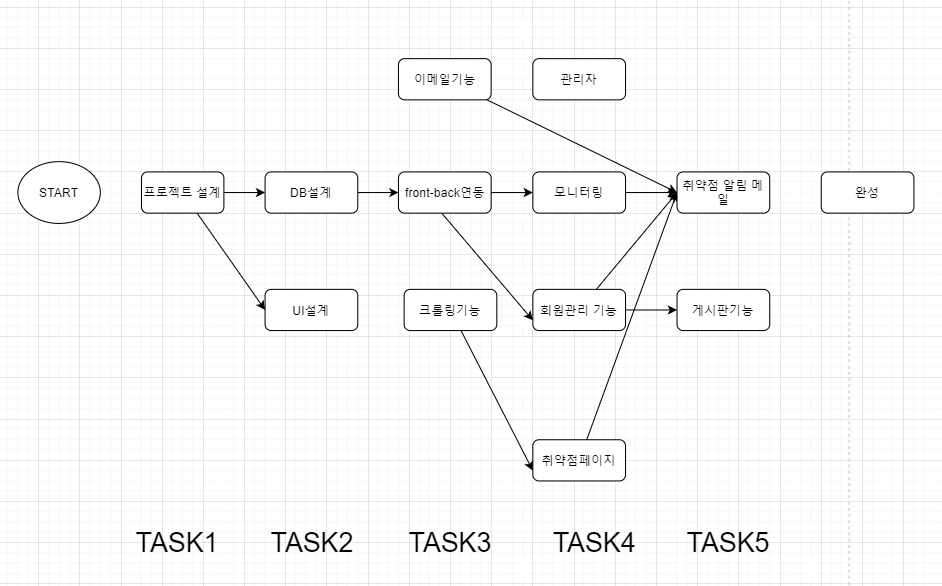 이메일기능
관리자
START
프로젝트 설계
DB설계
front-back연동
모니터링
취약점 알림 메
일
완성
UI설계
크롤링기능
회원관리 기능
게시판기능
취약점페이지
TASK1
TASK2
TASK3
TASK4
TASK5